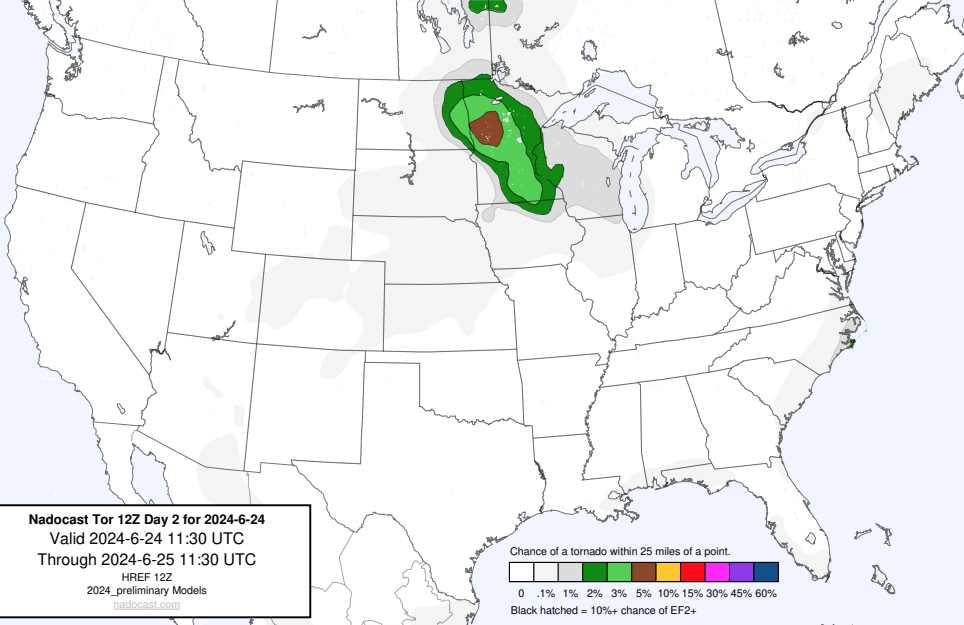 Nadocast Tor 12Z Day 2 for 2024-6-24
Valid 2024-6-24 11:30 UTC
Through 2024-6-25 11:30 UTC
HREF 12Z
2024_preliminary Models
nadocast.com
Chance of a tornado within 25 miles of a point.
0 .1% 1% 2% 3% 5% 10% 15% 30% 45% 60%
Black hatched = 10%+ chance of EF2+